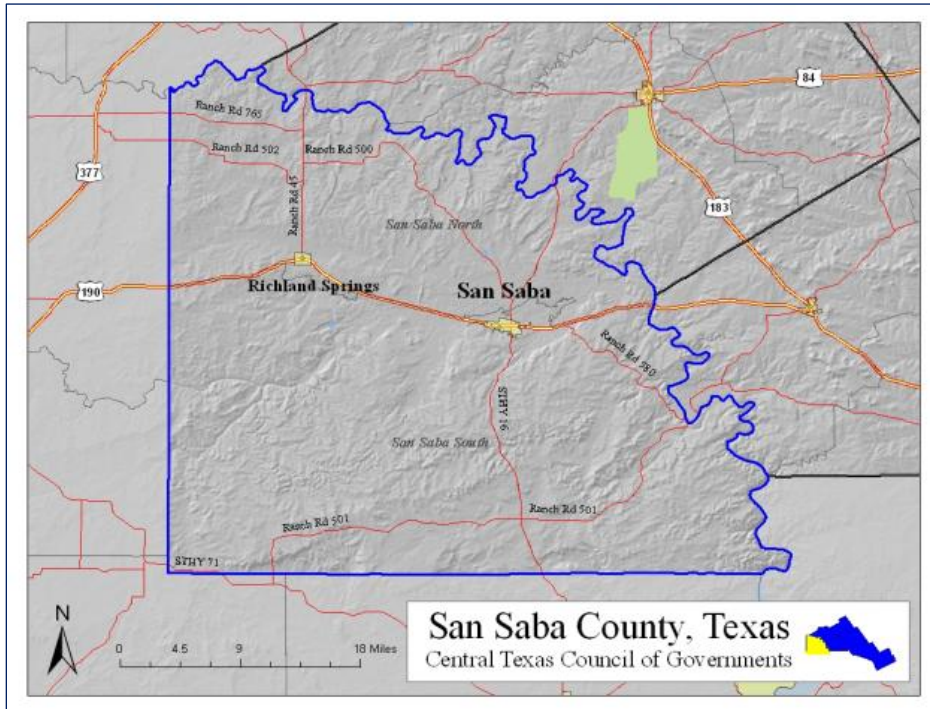 84
Ranch Rd 765
Ranch Rd 502
Ranch Rd 500
377
Ranch Rd 45
183
San Saba North
190
Richland Springs
San Saba
Ranch Rd 580
STHY 16
San Saba South
Ranch Rd 501
Ranch Rd 501
STHY 71
N
0 4.5 9 18 Miles
San Saba County, Texas
Central Texas Council of Governments